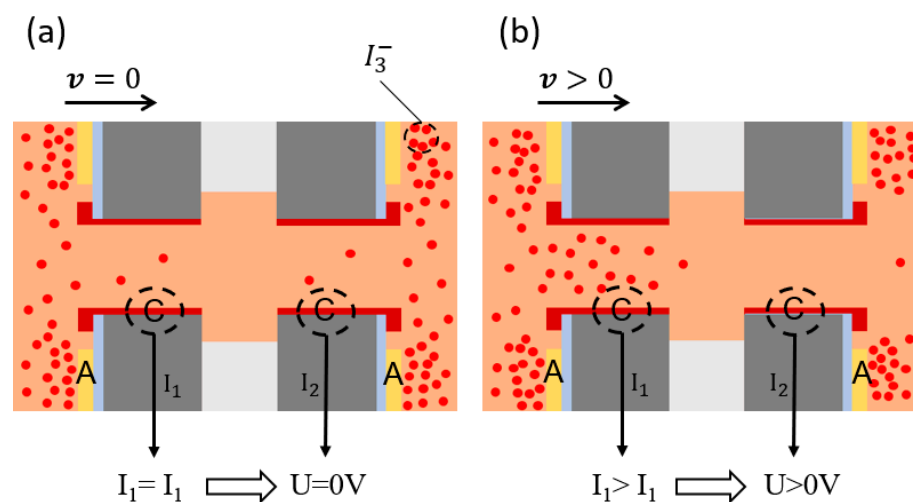 (a)
v = 0
I₃⁻
C
C
A
A
I₁
I₂
I₁= I₁ ⇨ U=0V
(b)
v > 0
C
C
A
A
I₁
I₂
I₁> I₁ ⇨ U>0V